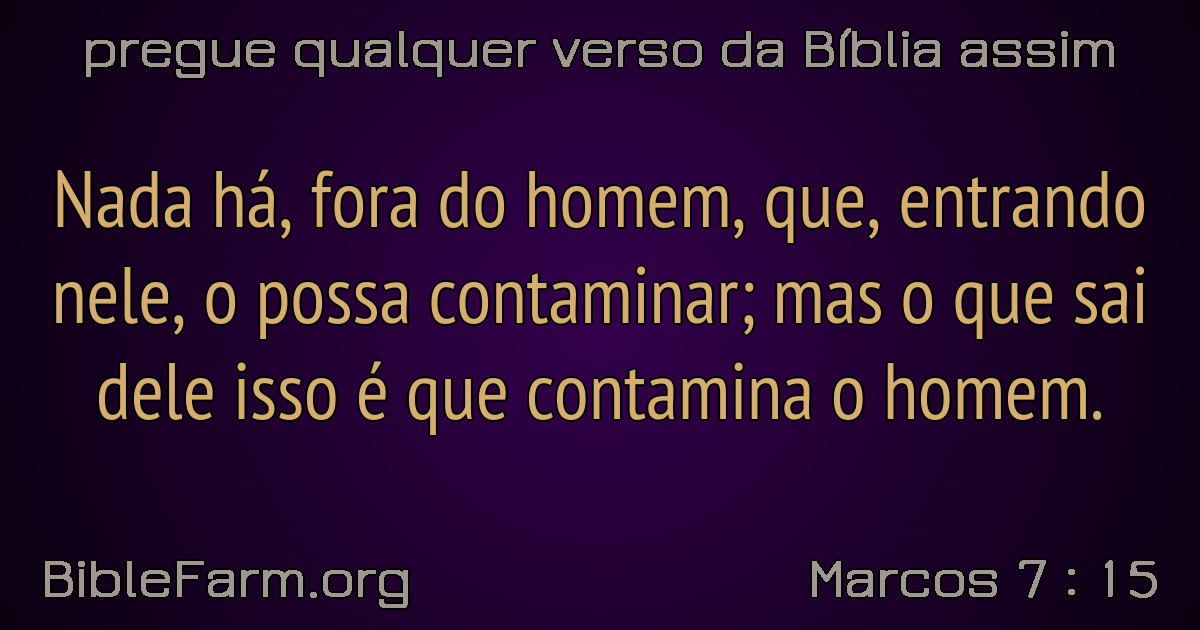 pregue qualquer verso da Bíblia assim
Nada há, fora do homem, que, entrando
nele, o possa contaminar; mas o que sai
dele isso é que contamina o homem.
BibleFarm.org
Marcos 7 : 15